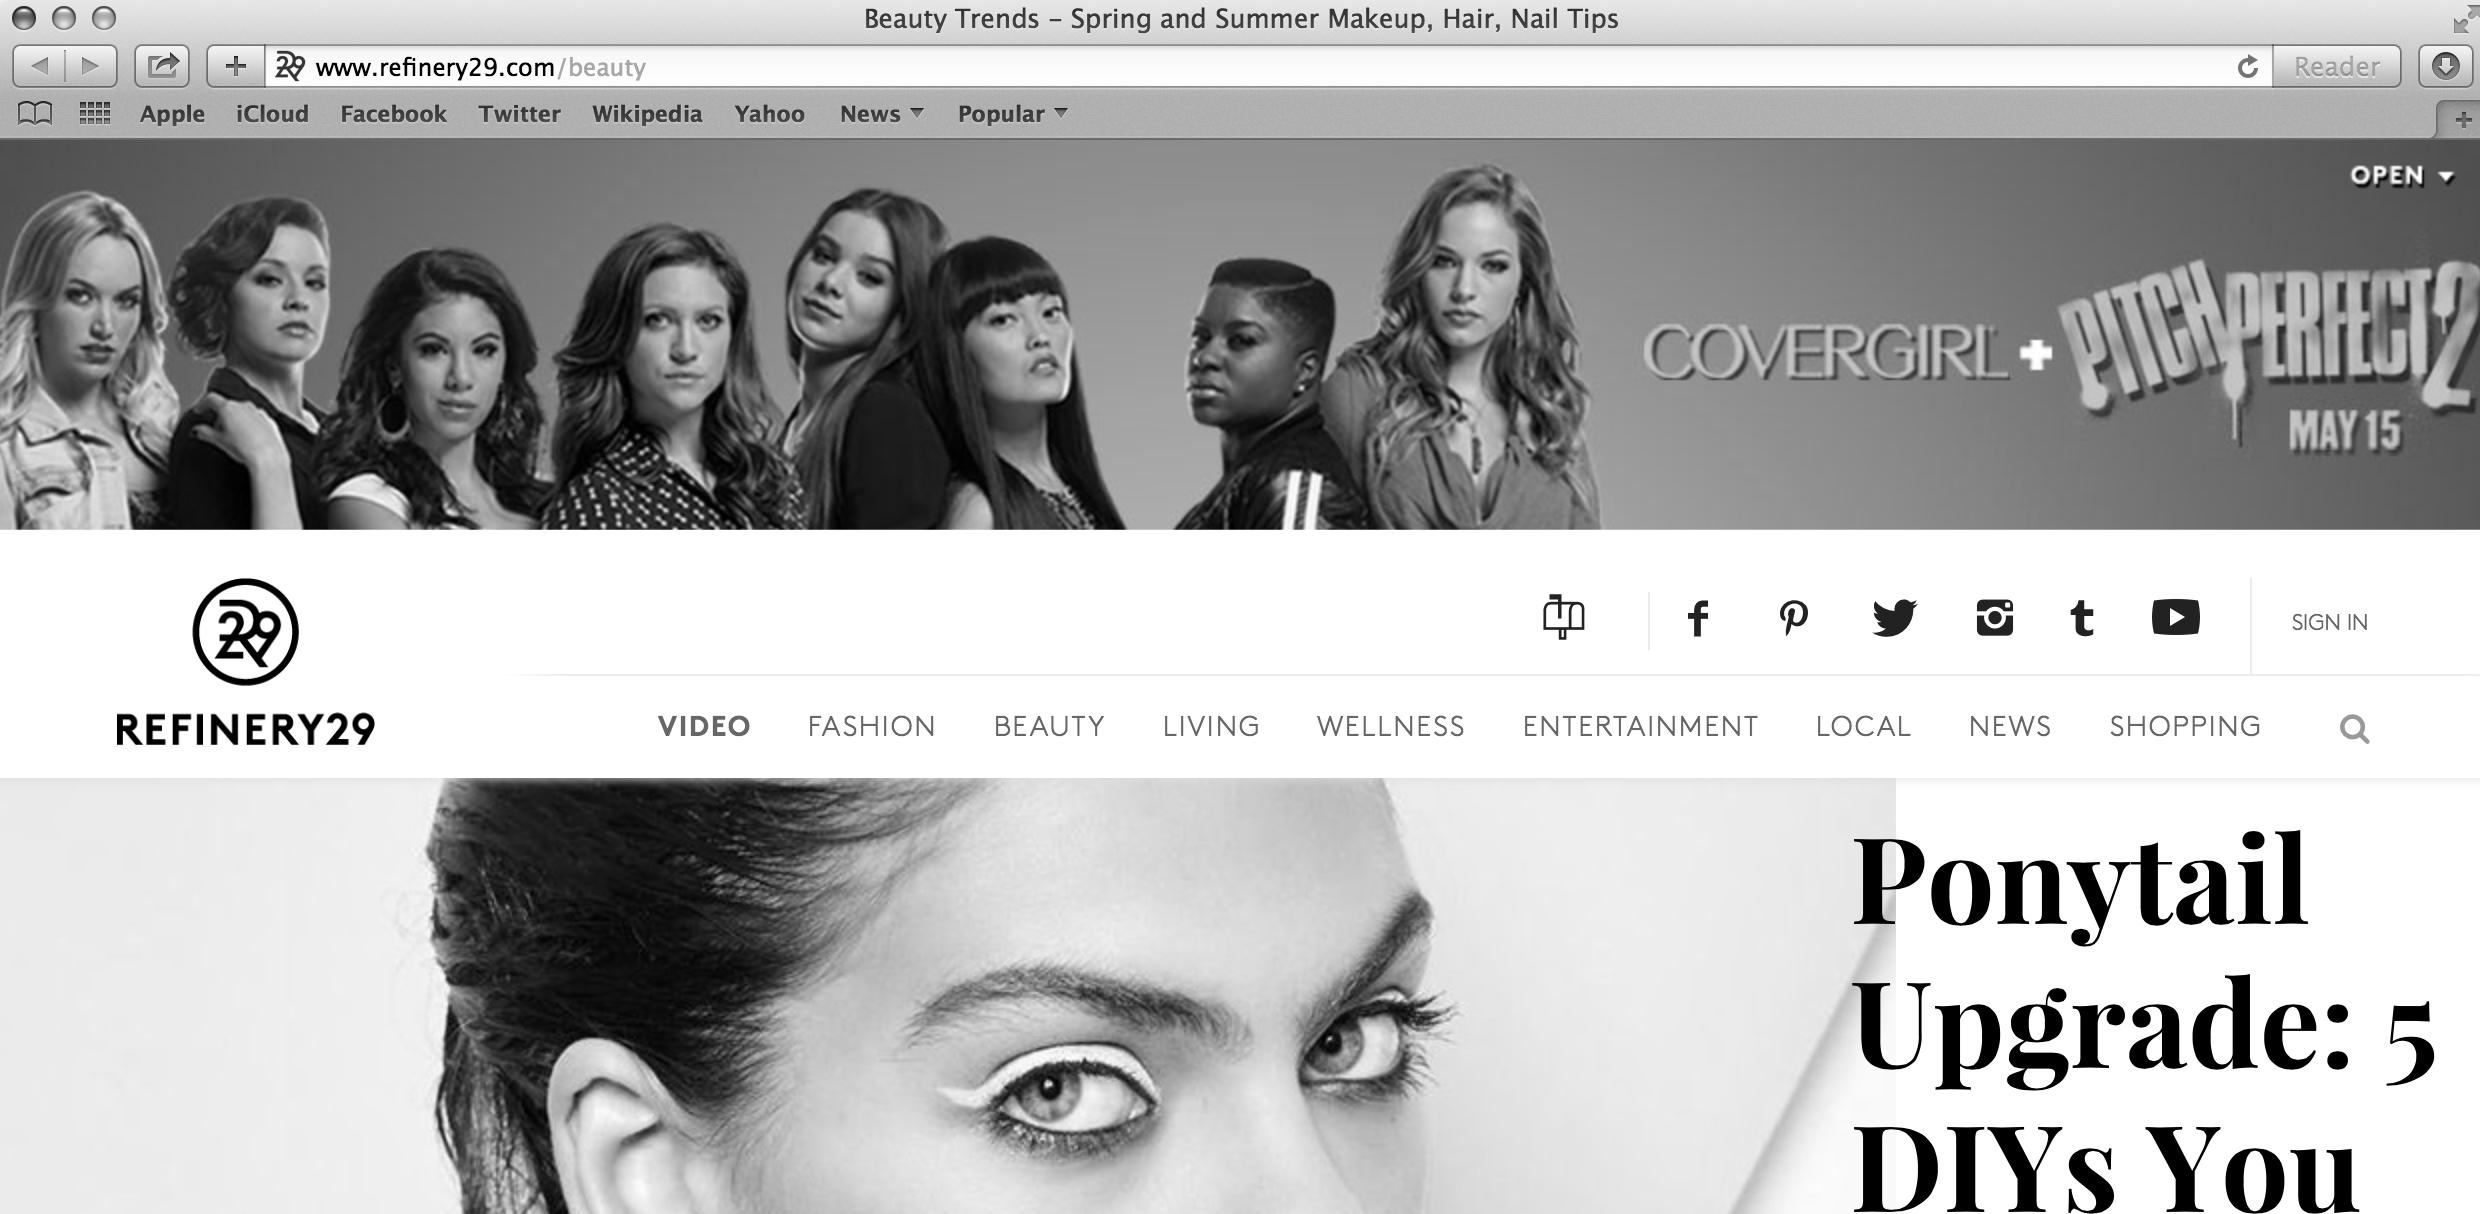 Beauty Trends – Spring and Summer Makeup, Hair, Nail Tips
www.refinery29.com/beauty
Reader
Apple iCloud Facebook Twitter Wikipedia Yahoo News Popular
OPEN
COVERGIRL + PITCH PERFECT 2
MAY 15
R29
SIGN IN
REFINERY29
VIDEO FASHION BEAUTY LIVING WELLNESS ENTERTAINMENT LOCAL NEWS SHOPPING
Ponytail
Upgrade: 5
DIYs You